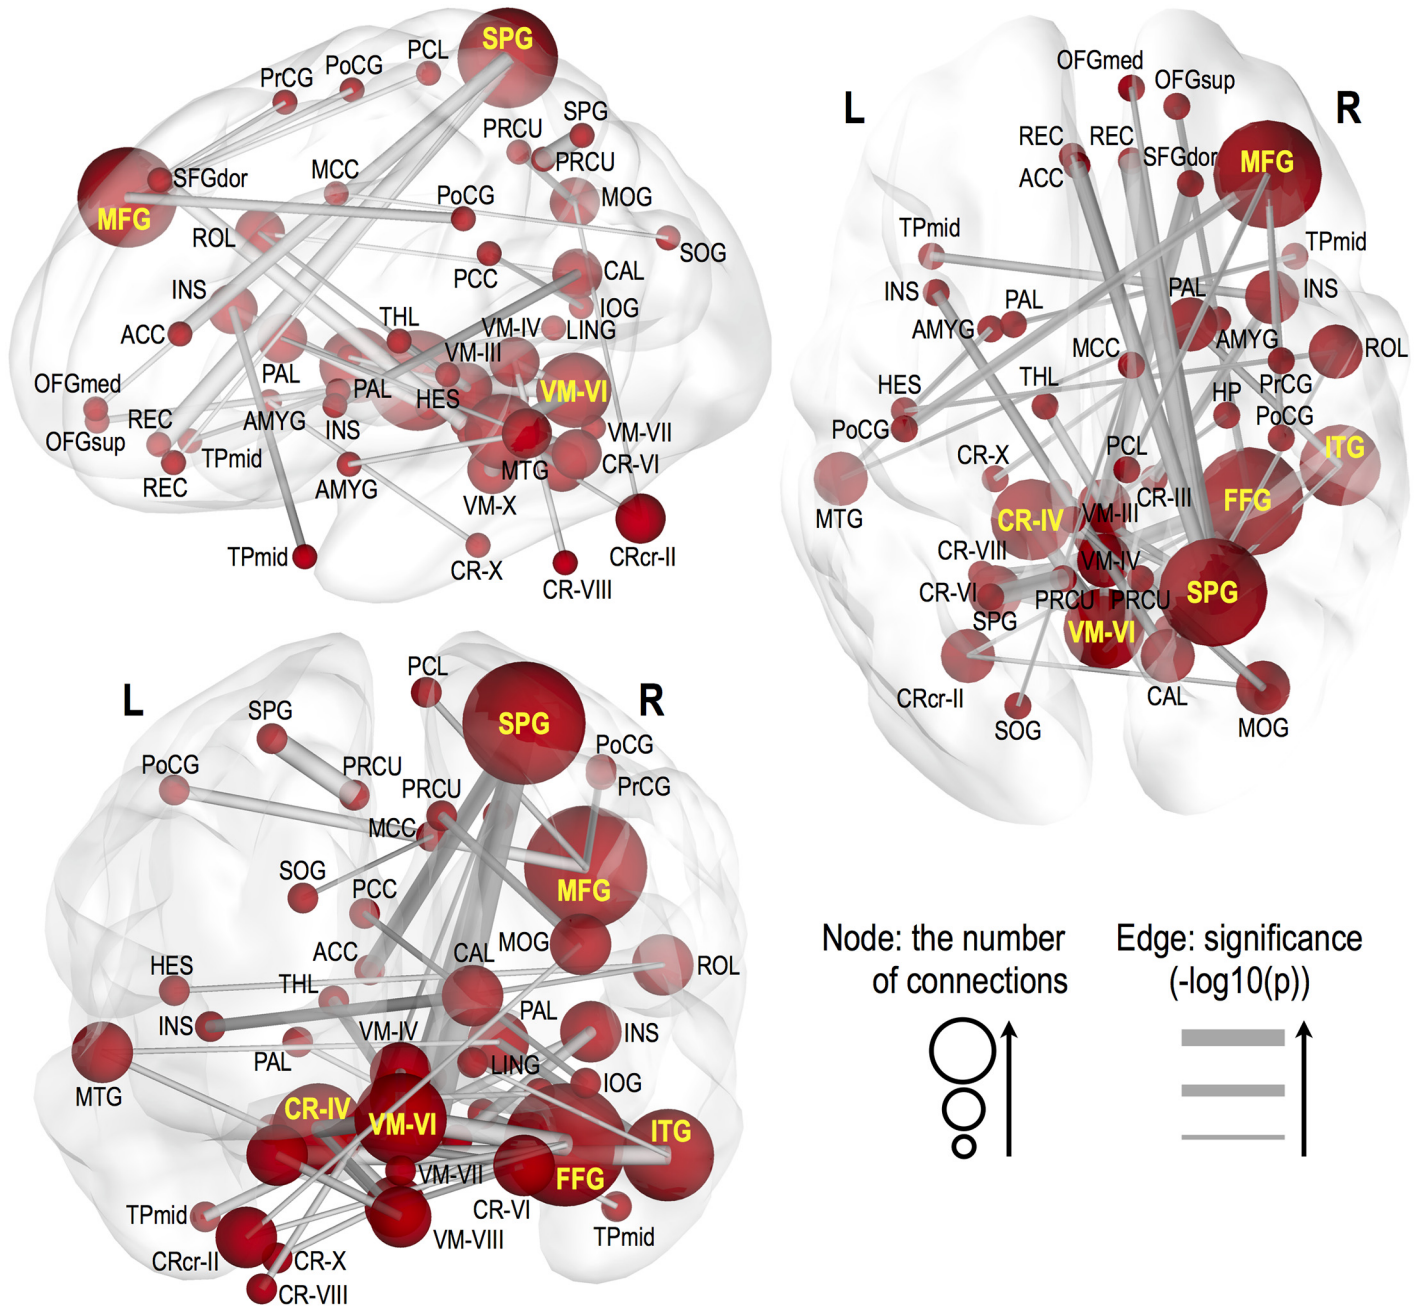 SPG
PCL
PoCG
PrCG
SPG
PRCU
PRCU
SFGdor
MCC
MOG
PoCG
MFG
ROL
SOG
PCC
CAL
INS
IOG
THL
VM-IV
LING
ACC
VM-III
PAL
PAL
VM-VI
OFGmed
HES
REC
AMYG
OFGsup
INS
VM-VII
TPmid
CR-VI
MTG
REC
AMYG
VM-X
TPmid
CR-X
CRcr-II
CR-VIII
OFGmed
OFGsup
L
R
REC
REC
SFGdor
MFG
ACC
TPmid
TPmid
INS
PAL
PAL
INS
AMYG
AMYG
MCC
ROL
HES
THL
PrCG
HP
PoCG
PoCG
ITG
PCL
CR-X
CR-III
FFG
MTG
CR-IV
VM-III
CR-VIII
VM-IV
CR-VI
PRCU
PRCU
SPG
SPG
VM-VI
CRcr-II
CAL
SOG
MOG
L
R
PCL
SPG
SPG
PoCG
PoCG
PRCU
PrCG
PRCU
MCC
SOG
PCC
MFG
ACC
CAL
MOG
HES
THL
ROL
INS
PAL
VM-IV
INS
PAL
LING
IOG
MTG
CR-IV
VM-VI
ITG
VM-VII
FFG
CR-VI
TPmid
VM-VIII
TPmid
CRcr-II
CR-X
CR-VIII
Node: the number
of connections
Edge: significance
(-log10(p))